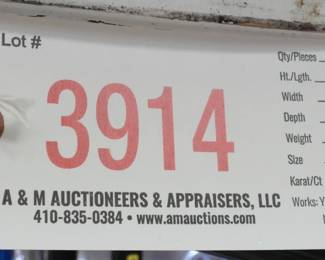 Lot #
3914
A & M AUCTIONEERS & APPRAISERS, LLC
410-835-0384 • www.amauctions.com
Qty/Pieces
Ht./Lgth.
Width
Depth
Weight
Size
Karat/Ct
Works: Y